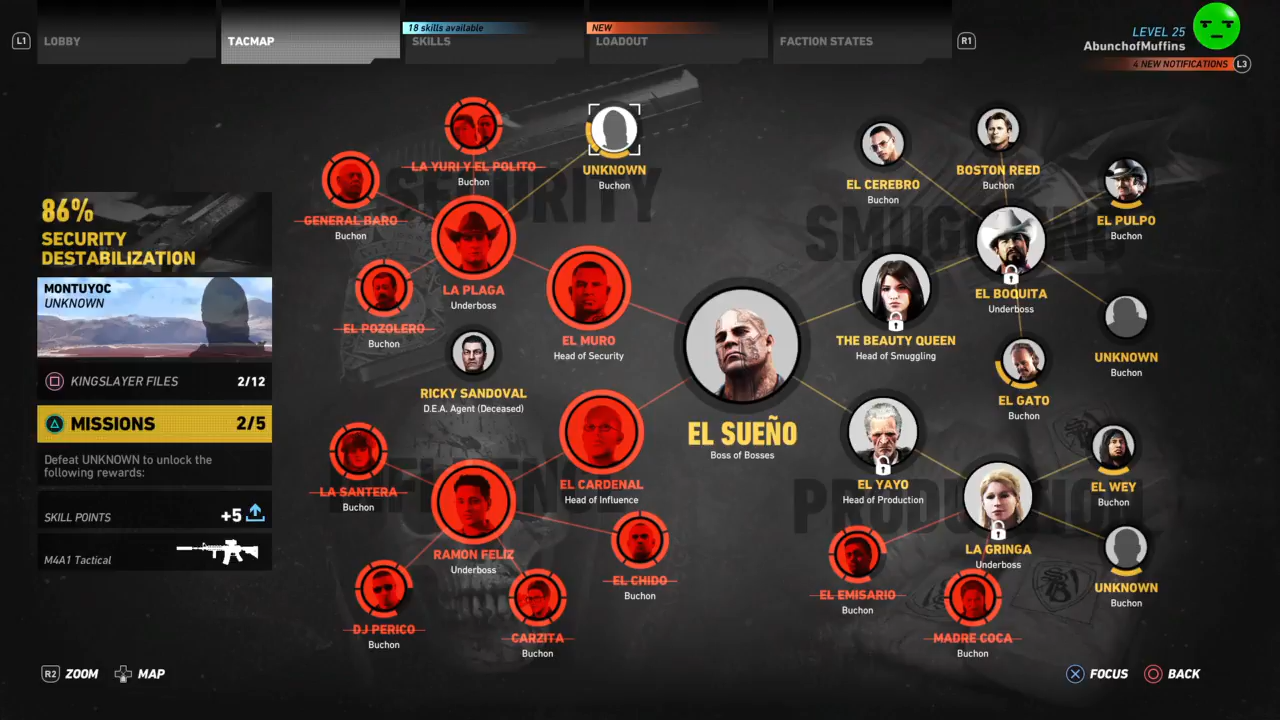 L1
LOBBY
TACMAP
18 skills available
SKILLS
NEW
LOADOUT
FACTION STATES
R1
LEVEL 25
AbunchofMuffins
4 NEW NOTIFICATIONS
L3
86%
SECURITY
DESTABILIZATION
MONTUYOC
UNKNOWN
KINGSLAYER FILES 2/12
MISSIONS 2/5
Defeat UNKNOWN to unlock the
following rewards:
SKILL POINTS +5
M4A1 Tactical
SECURITY
LA YURI Y EL POLITO
Buchon
UNKNOWN
Buchon
GENERAL BARO
Buchon
LA PLAGA
Underboss
EL POZOLERO
Buchon
EL MURO
Head of Security
RICKY SANDOVAL
D.E.A. Agent (Deceased)
EL SUEÑO
Boss of Bosses
SMUGGLING
EL CEREBRO
Buchon
BOSTON REED
Buchon
EL PULPO
Buchon
EL BOQUITA
Underboss
THE BEAUTY QUEEN
Head of Smuggling
UNKNOWN
Buchon
EL GATO
Buchon
INFLUENCE
EL CARDENAL
Head of Influence
LA SANTERA
Buchon
RAMON FELIZ
Underboss
EL CHIDO
Buchon
DJ PERICO
Buchon
CARZITA
Buchon
PRODUCTION
EL YAYO
Head of Production
EL WEY
Buchon
LA GRINGA
Underboss
EL EMISARIO
Buchon
UNKNOWN
Buchon
MADRE COCA
Buchon
R2 ZOOM
MAP
FOCUS
BACK